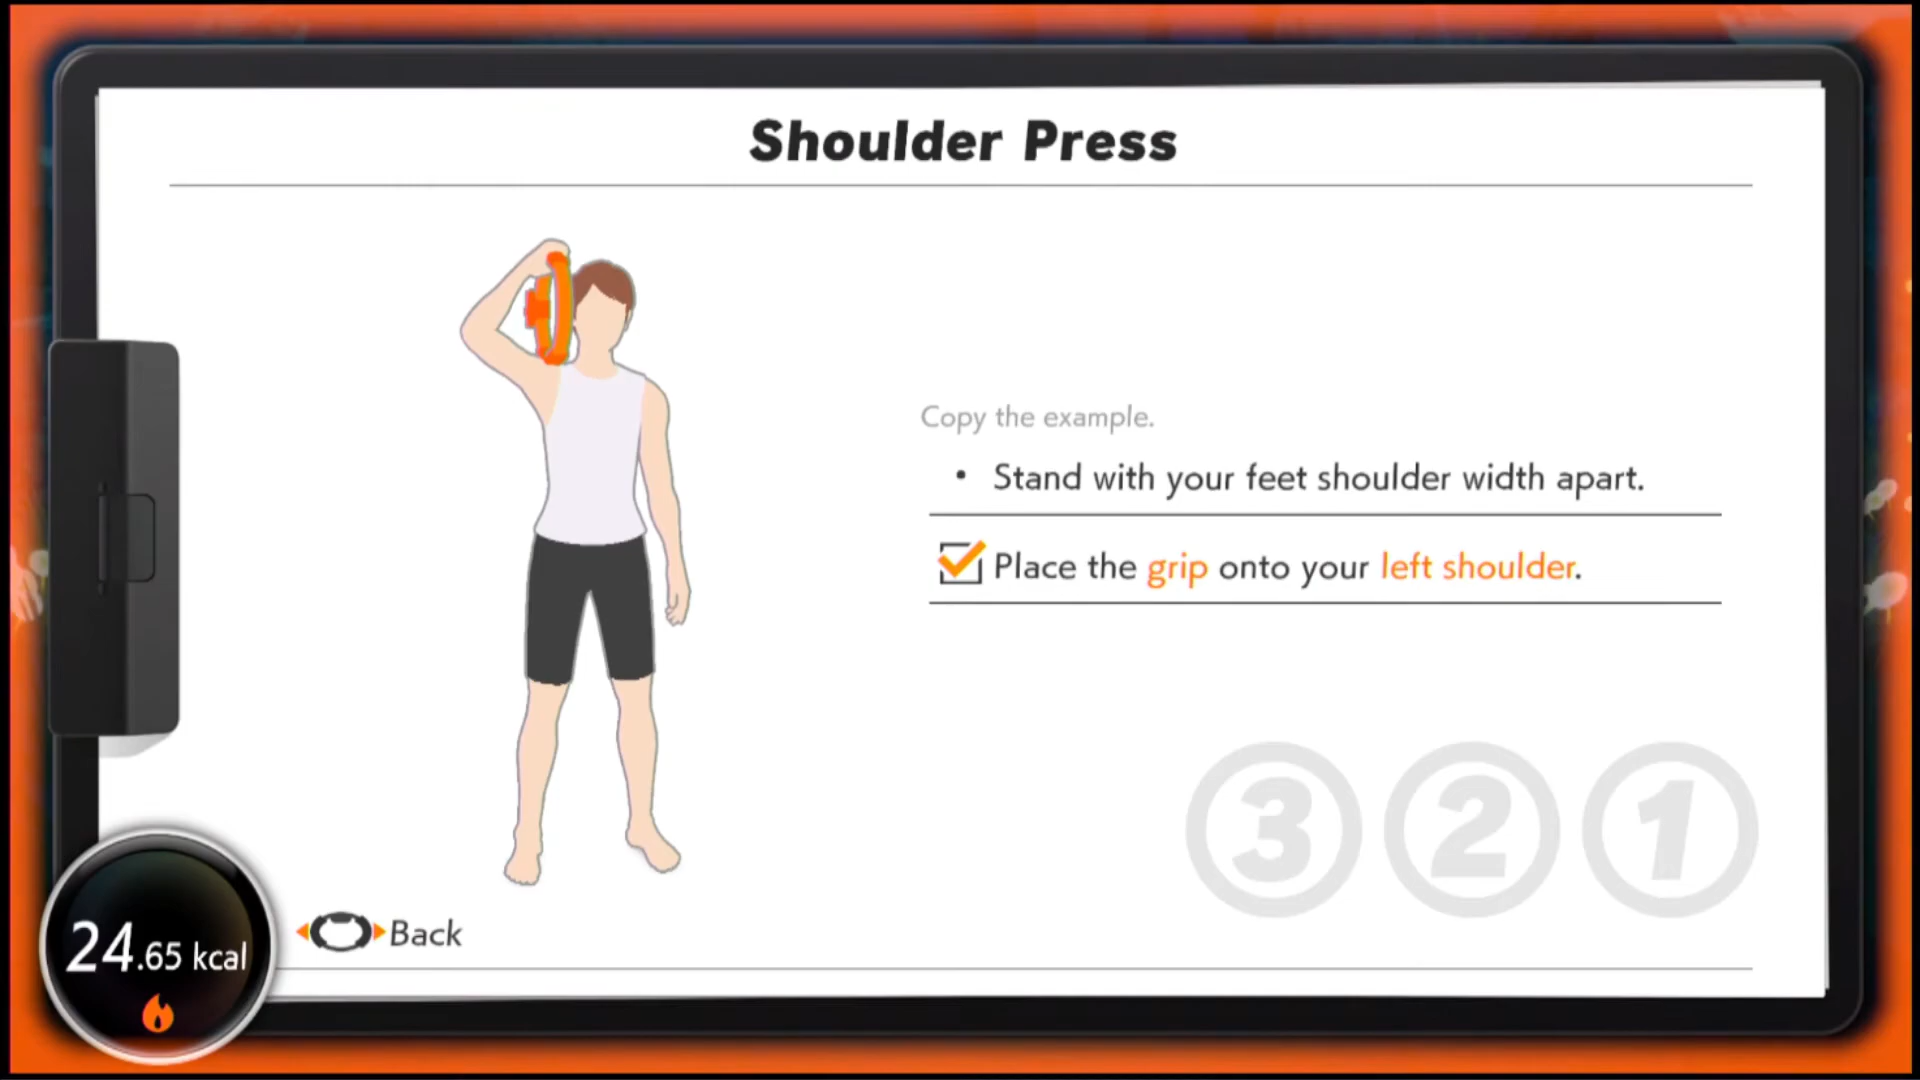 Shoulder Press
Copy the example.
• Stand with your feet shoulder width apart.
Place the grip onto your left shoulder.
3 2 1
Back
24.65 kcal